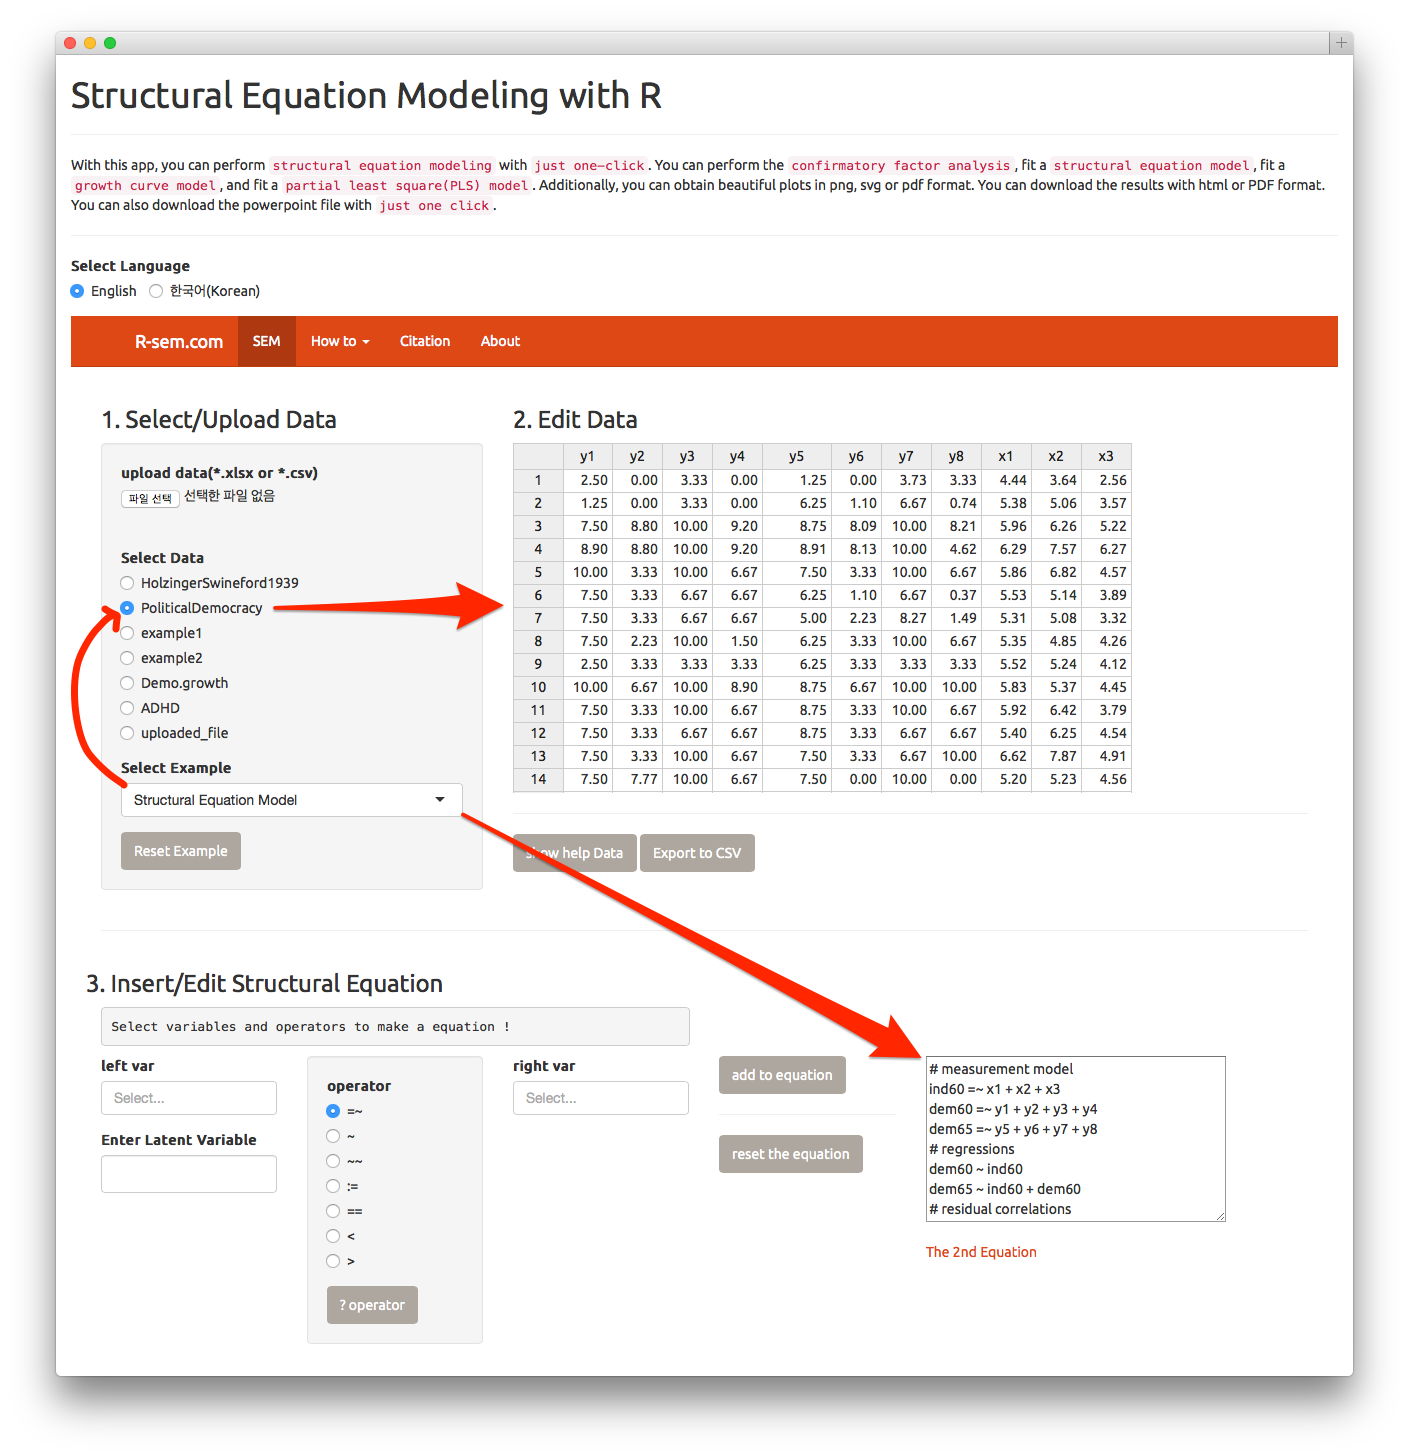 Structural Equation Modeling with R
With this app, you can perform structural equation modeling with just one-click. You can perform the confirmatory factor analysis, fit a structural equation model, fit a
growth curve model, and fit a partial least square(PLS) model. Additionally, you can obtain beautiful plots in png, svg or pdf format. You can download the results with html or PDF format.
You can also download the powerpoint file with just one click.
Select Language
English 한국어(Korean)
R-sem.com SEM How to Citation About
1. Select/Upload Data
upload data(*.xlsx or *.csv)
파일 선택 선택한 파일 없음
Select Data
HolzingerSwineford1939
PoliticalDemocracy
example1
example2
Demo.growth
ADHD
uploaded_file
Select Example
Structural Equation Model
Reset Example
2. Edit Data
y1 y2 y3 y4 y5 y6 y7 y8 x1 x2 x3
1 2.50 0.00 3.33 0.00 1.25 0.00 3.73 3.33 4.44 3.64 2.56
2 1.25 0.00 3.33 0.00 6.25 1.10 6.67 0.74 5.38 5.06 3.57
3 7.50 8.80 10.00 9.20 8.75 8.09 10.00 8.21 5.96 6.26 5.22
4 8.90 8.80 10.00 9.20 8.91 8.13 10.00 4.62 6.29 7.57 6.27
5 10.00 3.33 10.00 6.67 7.50 3.33 10.00 6.67 5.86 6.82 4.57
6 7.50 3.33 6.67 6.67 6.25 1.10 6.67 0.37 5.53 5.14 3.89
7 7.50 3.33 6.67 6.67 5.00 2.23 8.27 1.49 5.31 5.08 3.32
8 7.50 2.23 10.00 1.50 6.25 3.33 10.00 6.67 5.35 4.85 4.26
9 2.50 3.33 3.33 3.33 6.25 3.33 3.33 3.33 5.52 5.24 4.12
10 10.00 6.67 10.00 8.90 8.75 6.67 10.00 10.00 5.83 5.37 4.45
11 7.50 3.33 10.00 6.67 8.75 3.33 10.00 6.67 5.92 6.42 3.79
12 7.50 3.33 6.67 6.67 8.75 3.33 6.67 6.67 5.40 6.25 4.54
13 7.50 3.33 10.00 6.67 7.50 3.33 6.67 10.00 6.62 7.87 4.91
14 7.50 7.77 10.00 6.67 7.50 0.00 10.00 0.00 5.20 5.23 4.56
show help Data Export to CSV
3. Insert/Edit Structural Equation
Select variables and operators to make a equation !
left var
Select...
Enter Latent Variable
operator
=~
~
~~
:=
==
<
>
? operator
right var
Select...
add to equation
reset the equation
# measurement model
ind60 =~ x1 + x2 + x3
dem60 =~ y1 + y2 + y3 + y4
dem65 =~ y5 + y6 + y7 + y8
# regressions
dem60 ~ ind60
dem65 ~ ind60 + dem60
# residual correlations
The 2nd Equation